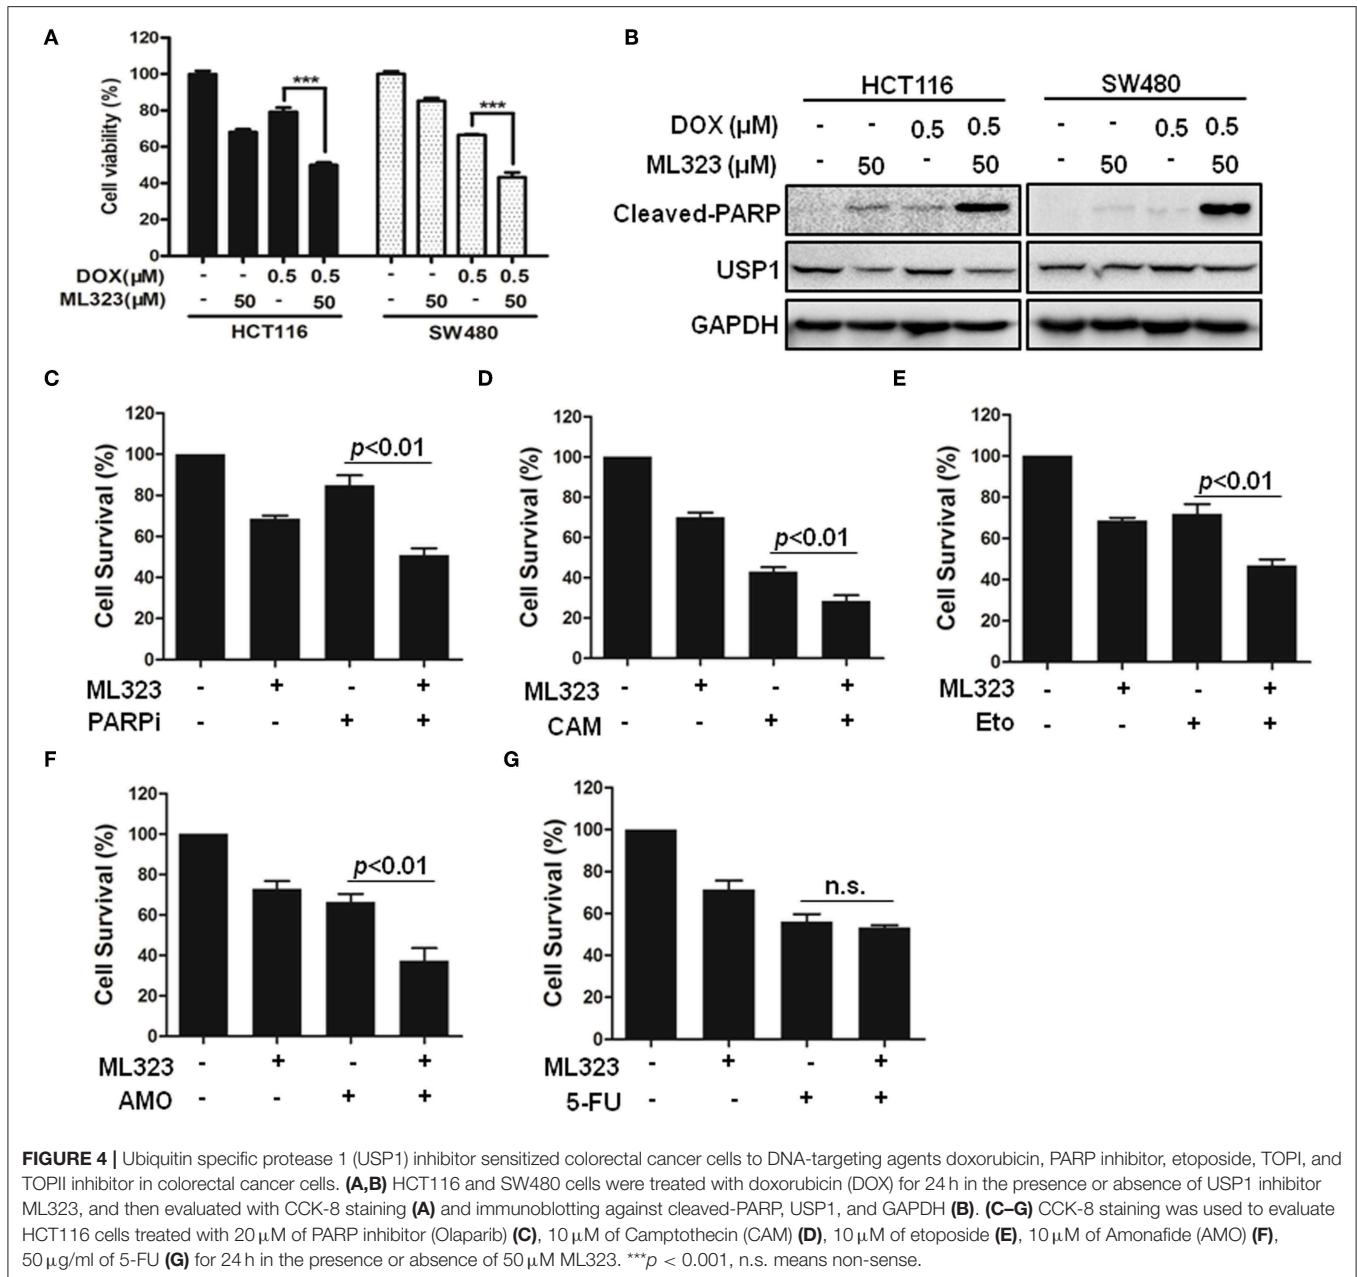 A
120
100
80
60
40
20
0
Cell viability (%)
***
***
DOX(µM) - - 0.5 0.5 - - 0.5 0.5
ML323(µM) - 50 - 50 - 50 - 50
HCT116 SW480
B
HCT116 SW480
DOX (µM) - - 0.5 0.5 - - 0.5 0.5
ML323 (µM) - 50 - 50 - 50 - 50
Cleaved-PARP
USP1
GAPDH
C
120
100
80
60
40
20
0
Cell Survival (%)
p<0.01
ML323 - + - +
PARPi - - + +
D
120
100
80
60
40
20
0
Cell Survival (%)
p<0.01
ML323 - + - +
CAM - - + +
E
120
100
80
60
40
20
0
Cell Survival (%)
p<0.01
ML323 - + - +
Eto - - + +
F
120
100
80
60
40
20
0
Cell Survival (%)
p<0.01
ML323 - + - +
AMO - - + +
G
120
100
80
60
40
20
0
Cell Survival (%)
n.s.
ML323 - + - +
5-FU - - + +
FIGURE 4 | Ubiquitin specific protease 1 (USP1) inhibitor sensitized colorectal cancer cells to DNA-targeting agents doxorubicin, PARP inhibitor, etoposide, TOPI, and
TOPII inhibitor in colorectal cancer cells. (A,B) HCT116 and SW480 cells were treated with doxorubicin (DOX) for 24 h in the presence or absence of USP1 inhibitor
ML323, and then evaluated with CCK-8 staining (A) and immunoblotting against cleaved-PARP, USP1, and GAPDH (B). (C–G) CCK-8 staining was used to evaluate
HCT116 cells treated with 20 µM of PARP inhibitor (Olaparib) (C), 10 µM of Camptothecin (CAM) (D), 10 µM of etoposide (E), 10 µM of Amonafide (AMO) (F),
50 µg/ml of 5-FU (G) for 24 h in the presence or absence of 50 µM ML323. ***p < 0.001, n.s. means non-sense.